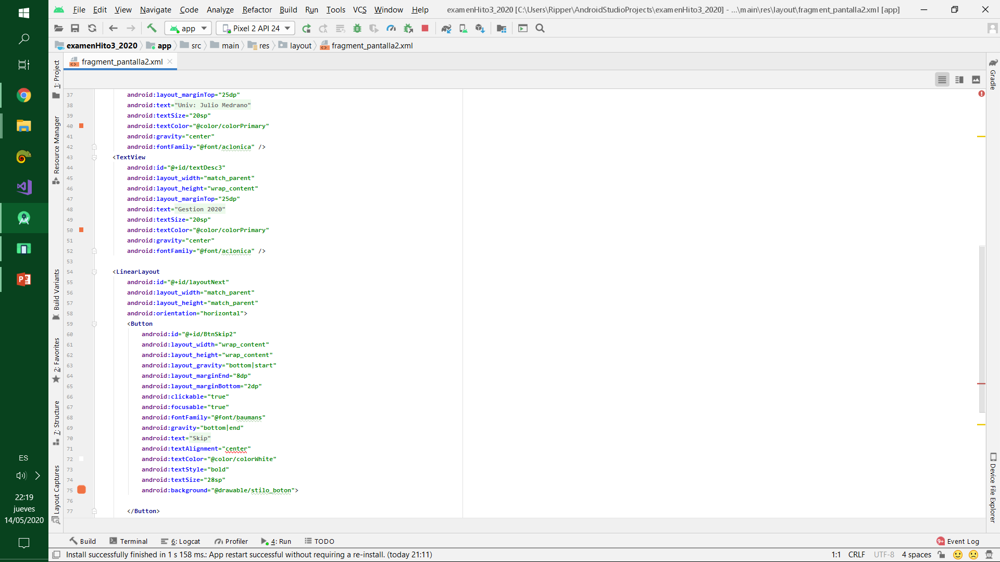 File Edit View Navigate Code Analyze Refactor Build Run Tools VCS Window Help examenHito3_2020 [C:\Users\Ripper\AndroidStudioProjects\examenHito3_2020] - ...\main\res\layout\fragment_pantalla2.xml [app]
app Pixel 2 API 24
examenHito3_2020 app src main res layout fragment_pantalla2.xml
fragment_pantalla2.xml
1: Project
Resource Manager
Build Variants
2: Favorites
7: Structure
Layout Captures
37 android:layout_marginTop="25dp"
38 android:text="Univ: Julio Medrano"
39 android:textSize="20sp"
40 android:textColor="@color/colorPrimary"
41 android:gravity="center"
42 android:fontFamily="@font/aclonica" />
43 <TextView
44 android:id="@+id/textDesc3"
45 android:layout_width="match_parent"
46 android:layout_height="wrap_content"
47 android:layout_marginTop="25dp"
48 android:text="Gestion 2020"
49 android:textSize="20sp"
50 android:textColor="@color/colorPrimary"
51 android:gravity="center"
52 android:fontFamily="@font/aclonica" />
53
54 <LinearLayout
55 android:id="@+id/layoutNext"
56 android:layout_width="match_parent"
57 android:layout_height="match_parent"
58 android:orientation="horizontal">
59 <Button
60 android:id="@+id/BtnSkip2"
61 android:layout_width="wrap_content"
62 android:layout_height="wrap_content"
63 android:layout_gravity="bottom|start"
64 android:layout_marginEnd="8dp"
65 android:layout_marginBottom="2dp"
66 android:clickable="true"
67 android:focusable="true"
68 android:fontFamily="@font/baumans"
69 android:gravity="bottom|end"
70 android:text="Skip"
71 android:textAlignment="center"
72 android:textColor="@color/colorWhite"
73 android:textStyle="bold"
74 android:textSize="28sp"
75 android:background="@drawable/stilo_boton">
76
77 </Button>
Gradle
Device File Explorer
ES
22:19
jueves
14/05/2020
Build Terminal 6: Logcat Profiler 4: Run TODO 9+ Event Log
Install successfully finished in 1 s 158 ms.: App restart successful without requiring a re-install. (today 21:11) 1:1 CRLF UTF-8 4 spaces